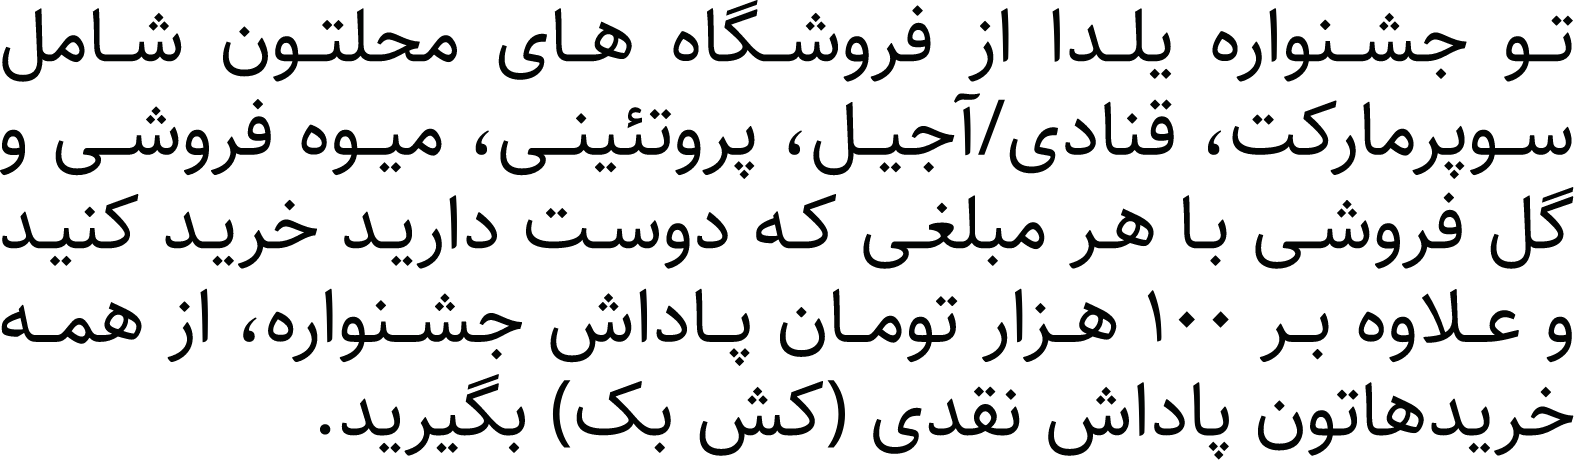 تو جشنواره یلدا از فروشگاه های محلتون شامل
سوپرمارکت، قنادی/آجیل، پروتئینی، میوه فروشی و
گل فروشی با هر مبلغی که دوست دارید خرید کنید
و علاوه بر ۱۰۰ هزار تومان پاداش جشنواره، از همه
خریدهاتون پاداش نقدی (کش بک) بگیرید.